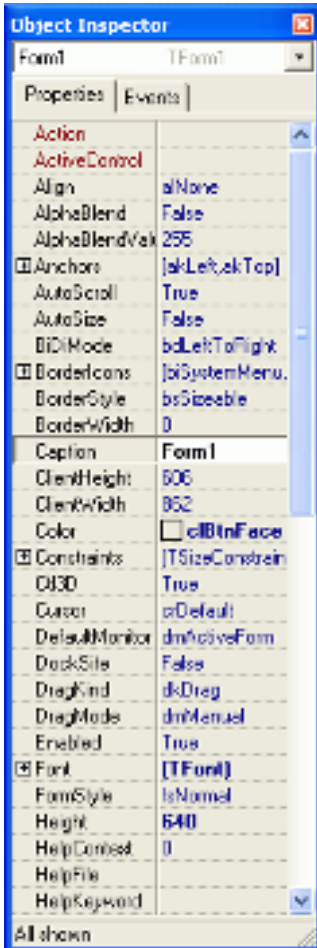 Object Inspector
Form1 TForm1
Properties Events
Action
ActiveControl
Align alNone
AlphaBlend False
AlphaBlendVal 255
Anchors [akLeft,akTop]
AutoScroll True
AutoSize False
BiDiMode bdLeftToRight
BorderIcons [biSystemMenu,
BorderStyle bsSizeable
BorderWidth 0
Caption Form1
ClientHeight 606
ClientWidth 862
Color clBtnFace
Constraints (TSizeConstrain
Ctl3D True
Cursor crDefault
DefaultMonitor dmActiveForm
DockSite False
DragKind dkDrag
DragMode dmManual
Enabled True
Font (TFont)
FormStyle fsNormal
Height 640
HelpContext 0
HelpFile
HelpKeyword
All shown